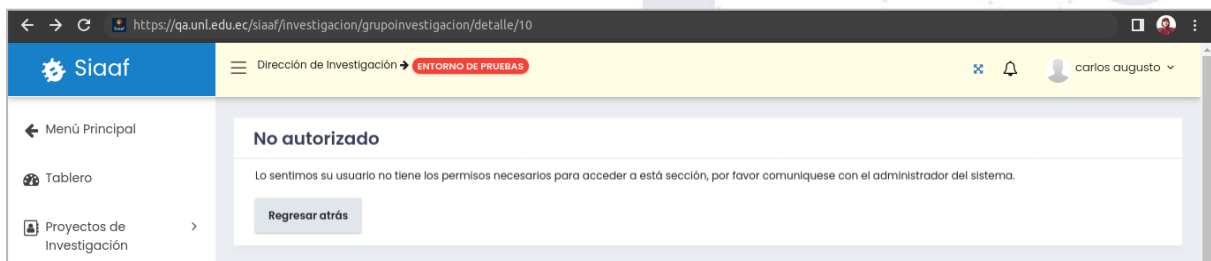 https://qa.unl.edu.ec/siaaf/investigacion/grupoinvestigacion/detalle/10
Siaaf
Dirección de Investigación ➔ ENTORNO DE PRUEBAS
carlos augusto
Menú Principal
No autorizado
Tablero
Lo sentimos su usuario no tiene los permisos necesarios para acceder a está sección, por favor comuniquese con el administrador del sistema.
Regresar atrás
Proyectos de
Investigación